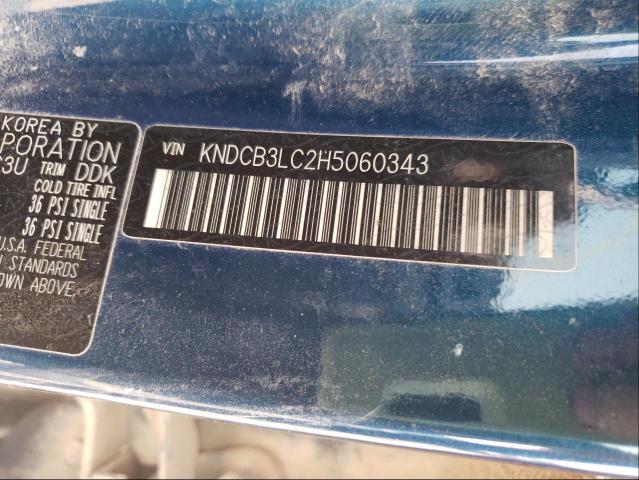 KOREA BY
PORATION
G3U TRIM DDK
COLD TIRE INFL
36 PSI SINGLE
36 PSI SINGLE
U.S.A. FEDERAL
STANDARDS
OWN ABOVE.
VIN KNDCB3LC2H5060343